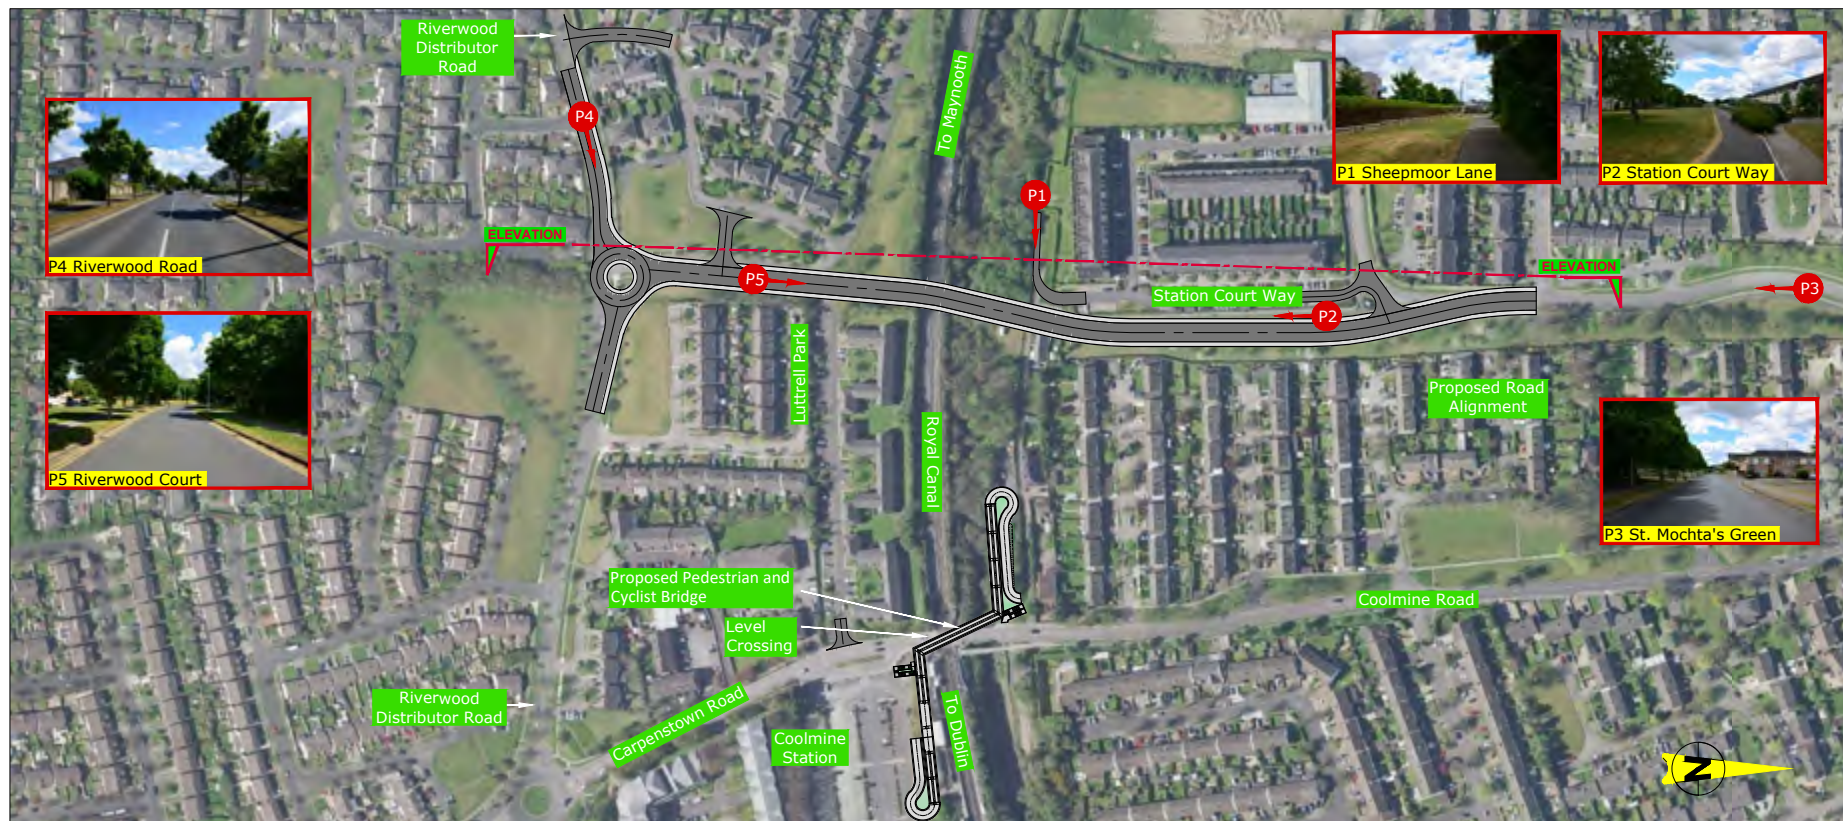 Riverwood
Distributor
Road
P4
P4 Riverwood Road
P5 Riverwood Court
To Maynooth
P1
P1 Sheepmoor Lane
P2 Station Court Way
ELEVATION
ELEVATION
P5
Station Court Way
P2
P3
Luttrell Park
Royal Canal
Proposed Road
Alignment
P3 St. Mochta's Green
Proposed Pedestrian and
Cyclist Bridge
Level
Crossing
Coolmine Road
Riverwood
Distributor Road
Carpenstown Road
Coolmine
Station
To Dublin
N